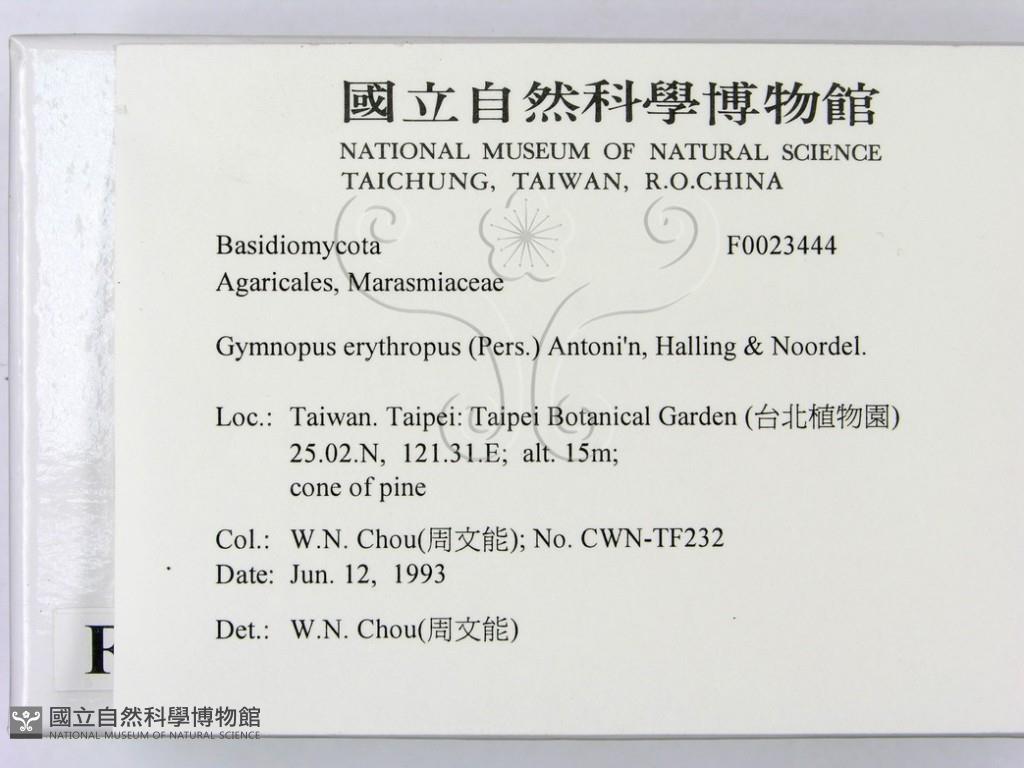 國立自然科學博物館
NATIONAL MUSEUM OF NATURAL SCIENCE
TAICHUNG, TAIWAN, R.O.CHINA
Basidiomycota F0023444
Agaricales, Marasmiaceae
Gymnopus erythropus (Pers.) Antoni'n, Halling & Noordel.
Loc.: Taiwan. Taipei: Taipei Botanical Garden (台北植物園)
25.02.N, 121.31.E; alt. 15m;
cone of pine
Col.: W.N. Chou(周文能); No. CWN-TF232
Date: Jun. 12, 1993
Det.: W.N. Chou(周文能)
F
國立自然科學博物館
NATIONAL MUSEUM OF NATURAL SCIENCE